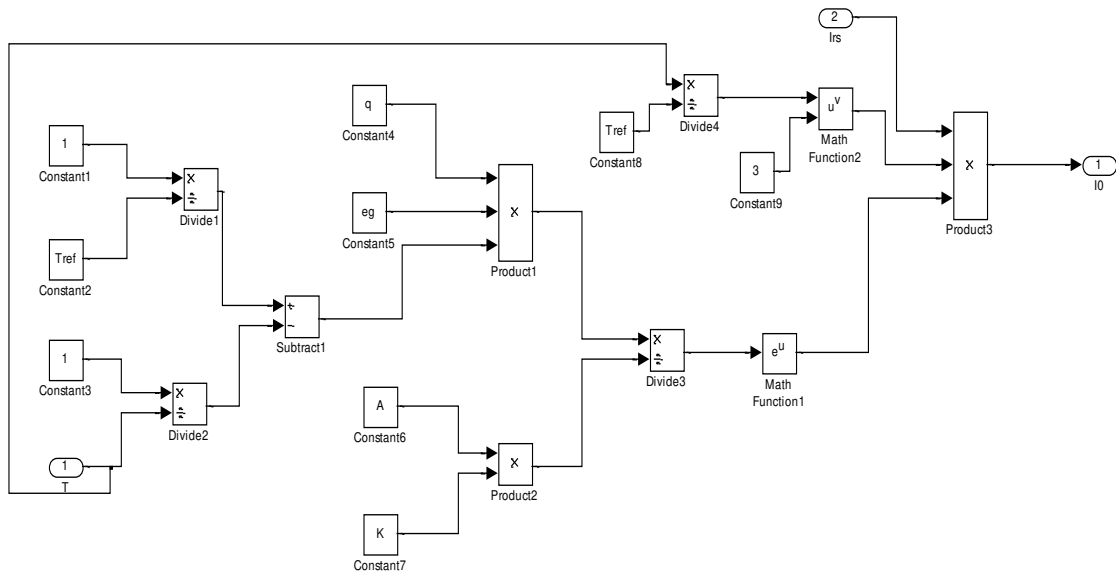 2
Irs
×
÷
Divide4
q
Constant4
Tref
Constant8
u^v
Math
Function2
1
Constant1
×
÷
Divide1
3
Constant9
×
Product3
1
I0
eg
Constant5
×
Product1
Tref
Constant2
+
−
Subtract1
1
Constant3
×
÷
Divide3
e^u
Math
Function1
×
÷
Divide2
A
Constant6
1
T
×
Product2
K
Constant7